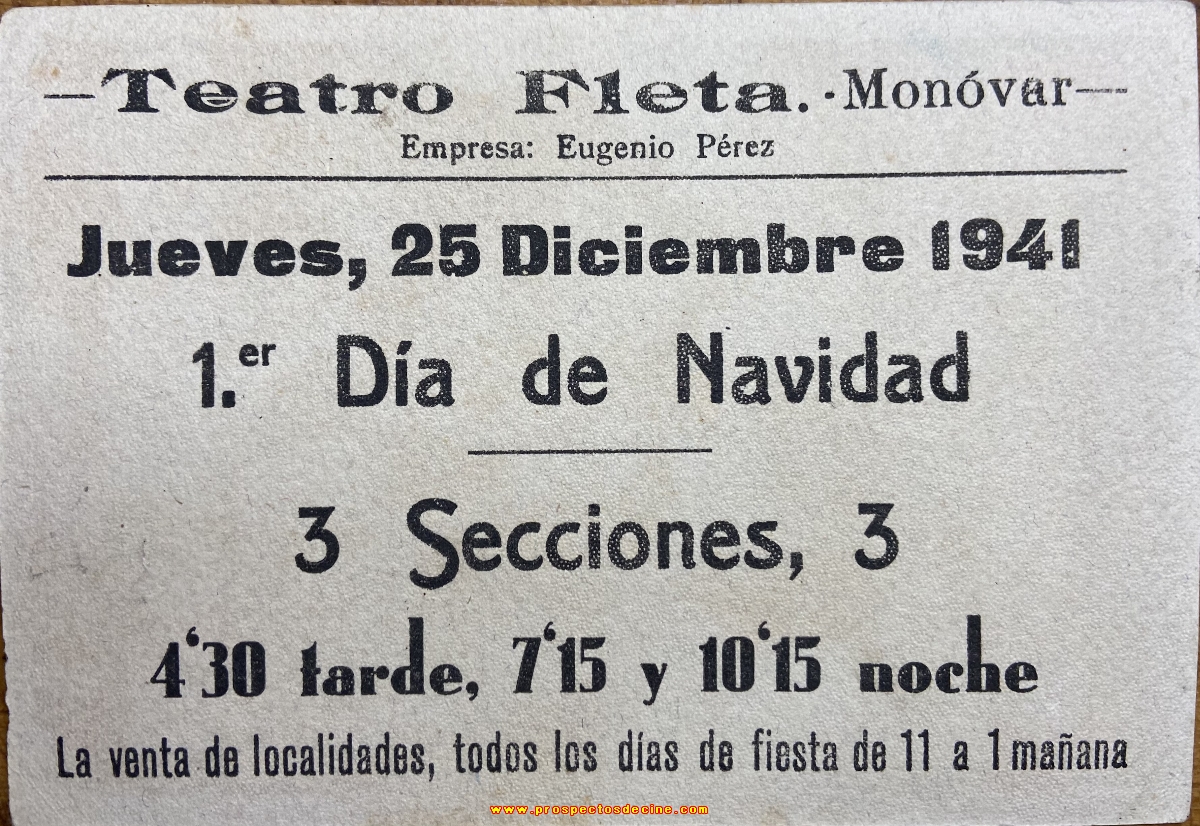 —Teatro Fleta.-Monóvar—
Empresa: Eugenio Pérez
Jueves, 25 Diciembre 1941
1.er Día de Navidad
3 Secciones, 3
4‘30 tarde, 7‘15 y 10‘15 noche
La venta de localidades, todos los días de fiesta de 11 a 1 mañana
www.prospectosdecine.com